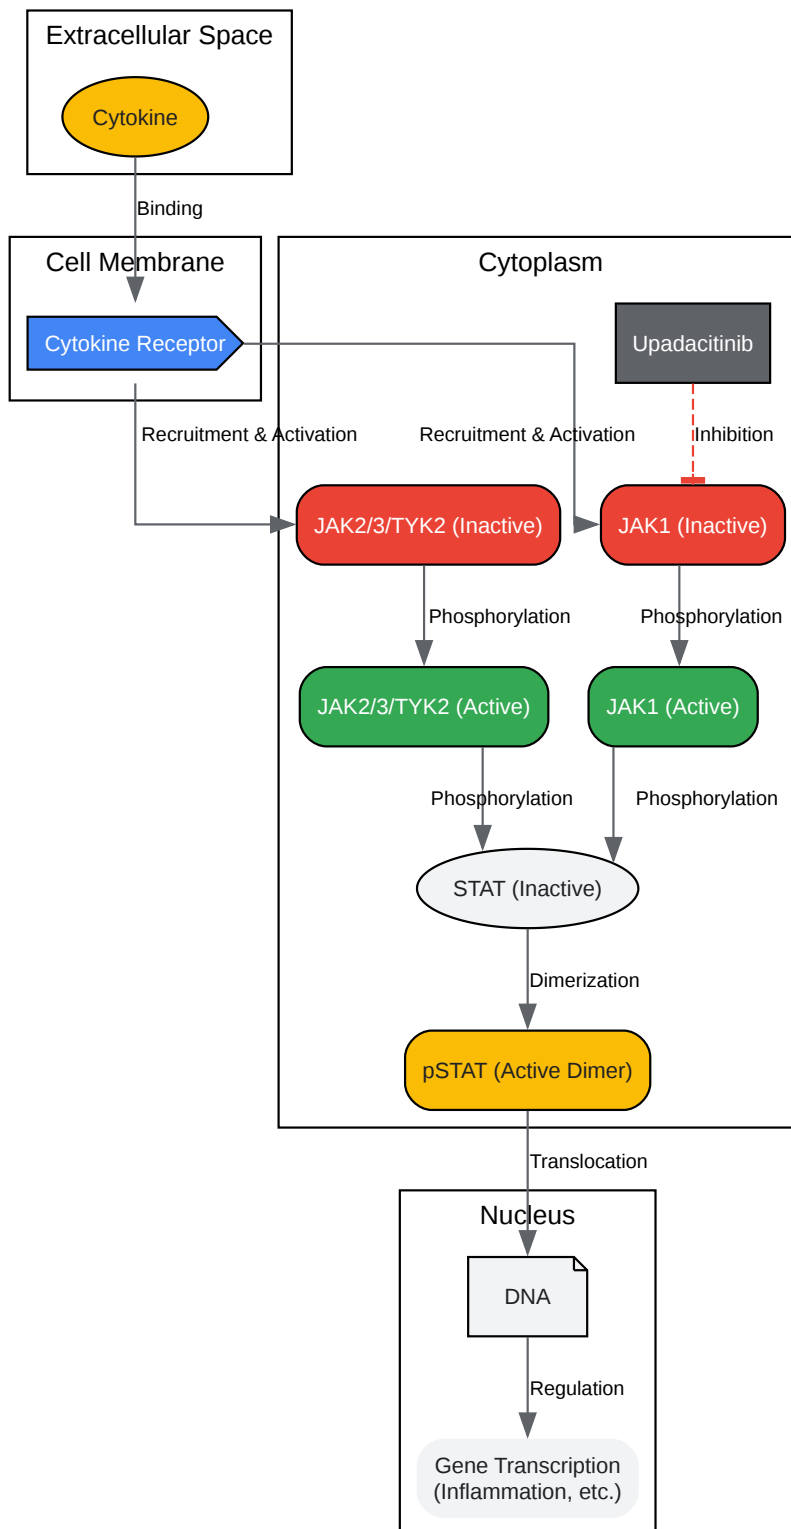 Extracellular Space
Cytokine
Binding
Cell Membrane
Cytoplasm
Cytokine Receptor
Upadacitinib
Recruitment & Activation
Recruitment & Activation
Inhibition
JAK2/3/TYK2 (Inactive)
JAK1 (Inactive)
Phosphorylation
Phosphorylation
JAK2/3/TYK2 (Active)
JAK1 (Active)
Phosphorylation
Phosphorylation
STAT (Inactive)
Dimerization
pSTAT (Active Dimer)
Translocation
Nucleus
DNA
Regulation
Gene Transcription
(Inflammation, etc.)